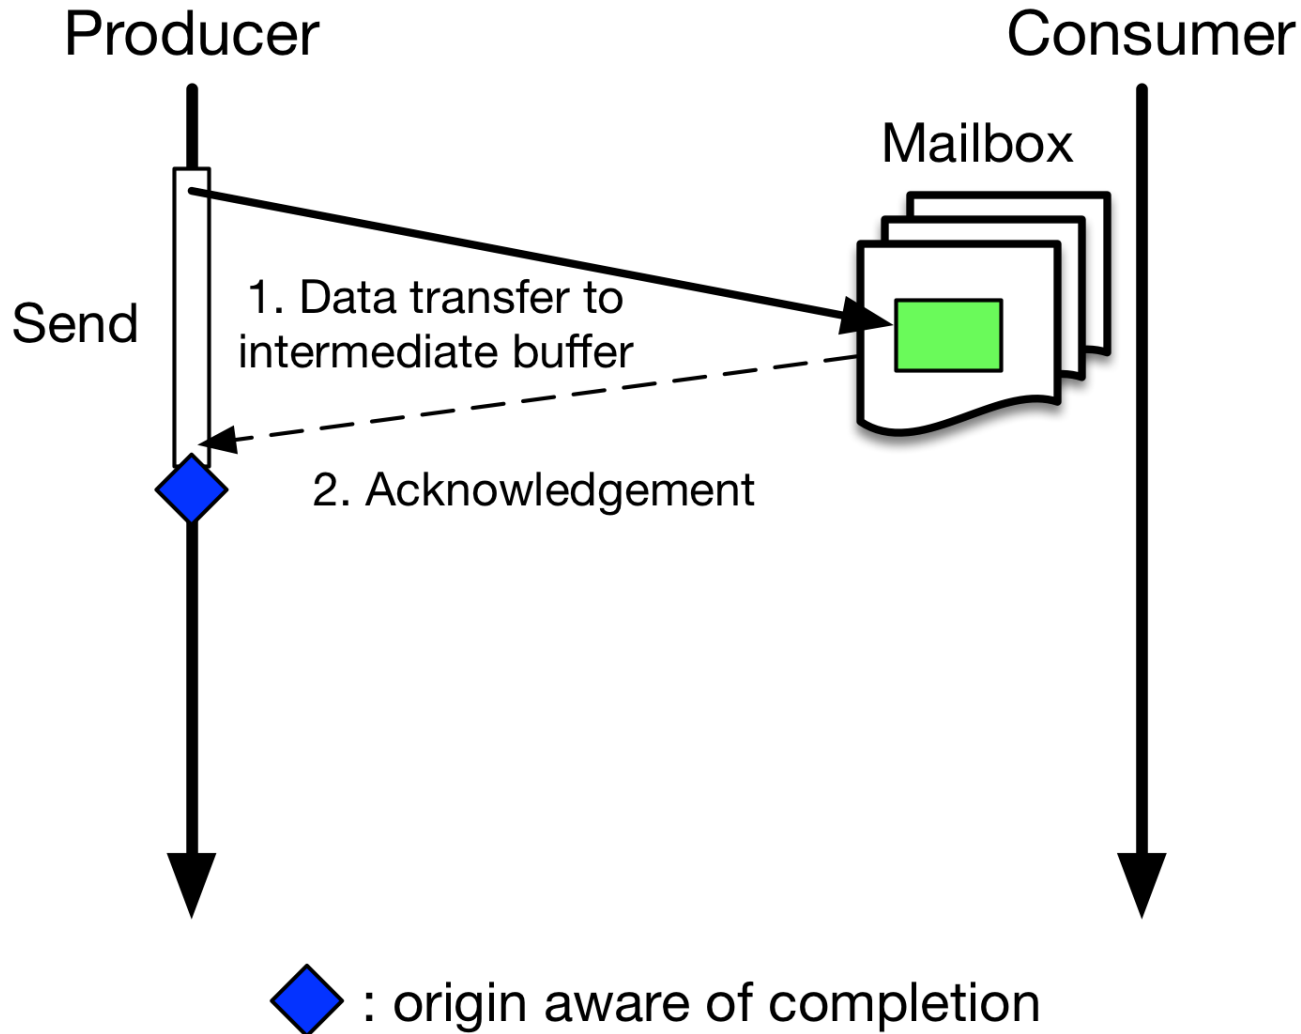 Producer
Consumer
Mailbox
Send
1. Data transfer to
intermediate buffer
2. Acknowledgement
: origin aware of completion